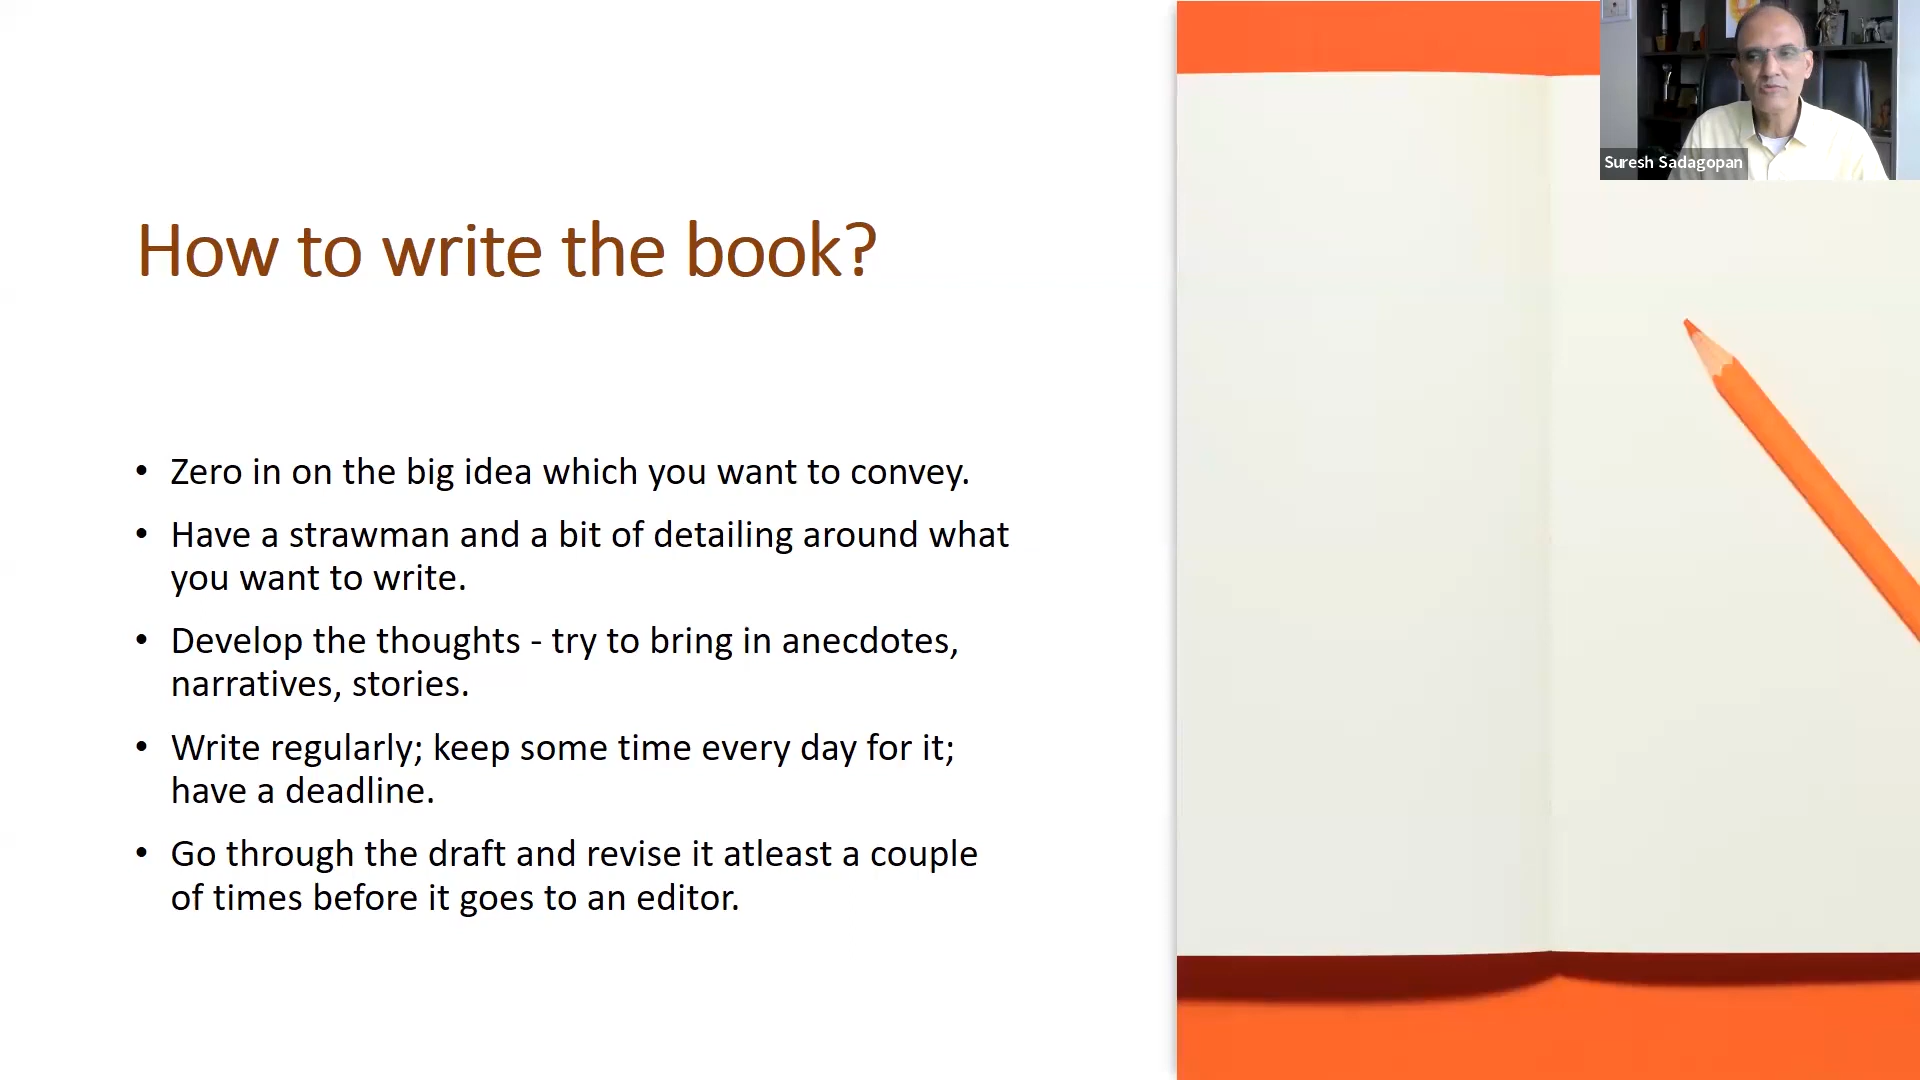 How to write the book?
• Zero in on the big idea which you want to convey.
• Have a strawman and a bit of detailing around what
you want to write.
• Develop the thoughts - try to bring in anecdotes,
narratives, stories.
• Write regularly; keep some time every day for it;
have a deadline.
• Go through the draft and revise it atleast a couple
of times before it goes to an editor.
Suresh Sadagopan